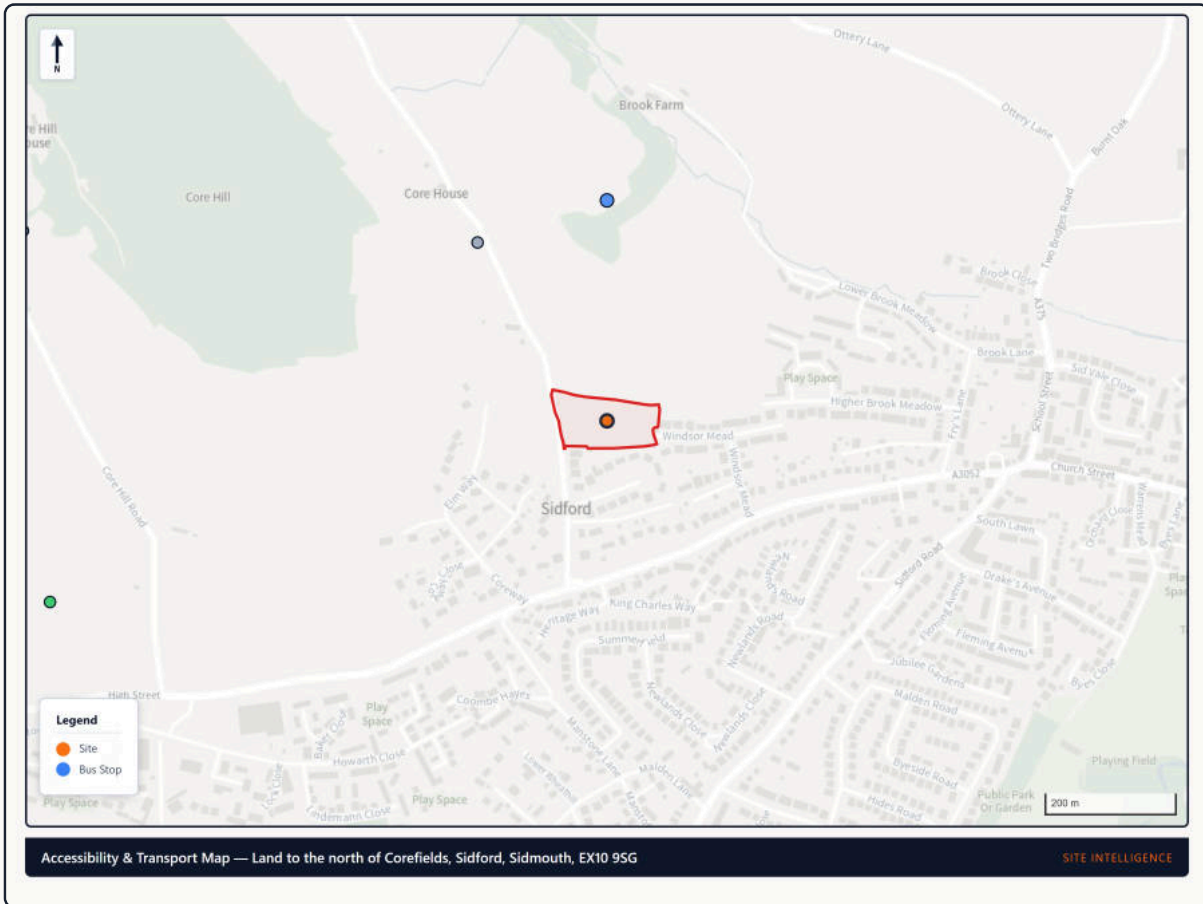 N
Ottery Lane
Ottery Lane
Burnt Oak
Brook Farm
Core Hill
Core House
Two Bridges Road
Brook Close
Lower Brook Meadow
A375
Brook Lane
Sid Vale Close
Play Space
Higher Brook Meadow
Fry's Lane
School Street
Windsor Mead
Windsor Mead
A3052
Church Street
Core Hill Road
Elm Way
Sidford
South Lawn
Sidford Road
Drake's Avenue
Coreway
Heritage Way
King Charles Way
Newlands Road
Fleming Avenue
Summerfield
Jubilee Gardens
Byes Close
High Street
Coombe Hayes
Newlands Close
Newlands Close
Malden Road
Play
Space
Baker Close
Howarth Close
Manstone Lane
Malden Lane
Byeside Road
Playing Field
Legend
Site
Bus Stop
Play Space
Play Space
Hides Road
Public Park
Or Garden
200 m
Accessibility & Transport Map — Land to the north of Corefields, Sidford, Sidmouth, EX10 9SG
SITE INTELLIGENCE